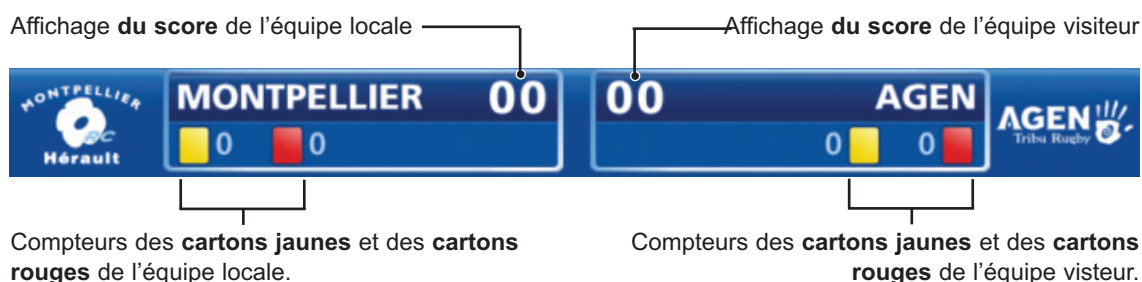 Affichage du score de l'équipe locale
Affichage du score de l'équipe visiteur
MONTPELLIER
RC
Hérault
MONTPELLIER 00
0 0
00 AGEN
0 0
AGEN
Tribu Rugby
Compteurs des cartons jaunes et des cartons
rouges de l'équipe locale.
Compteurs des cartons jaunes et des cartons
rouges de l'équipe visteur.